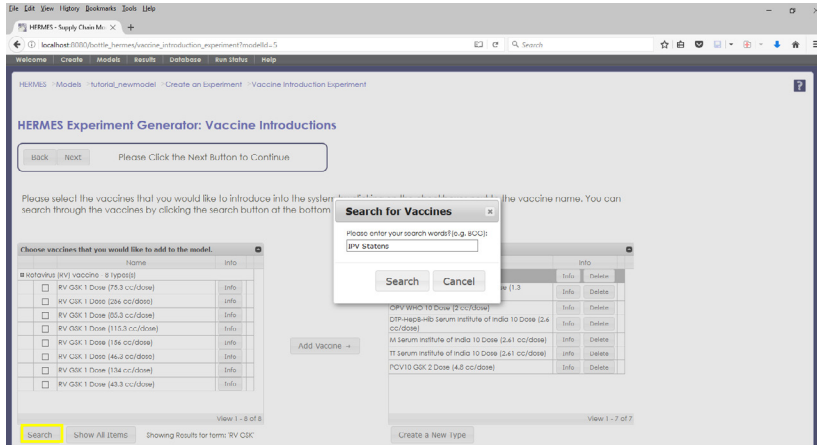 File Edit View History Bookmarks Tools Help
HERMES - Supply Chain Mo
localhost:8080/bottle_hermes/vaccine_introduction_experiment?modelId=5
Search
Welcome Create Models Results Database Run Status Help
HERMES >Models >tutorial_newmodel >Create an Experiment >Vaccine Introduction Experiment
?
HERMES Experiment Generator: Vaccine Introductions
Back Next Please Click the Next Button to Continue
Please select the vaccines that you would like to introduce into the system the vaccine name. You can
search through the vaccines by clicking the search button at the bottom
Search for Vaccines
Please enter your search words?(e.g. BCG):
IPV Statens
Search Cancel
Choose vaccines that you would like to add to the model.
Name Info
Rotavirus (RV) vaccine - 8 Types(s)
RV GSK 1 Dose (75.3 cc/dose) Info
RV GSK 1 Dose (256 cc/dose) Info
RV GSK 1 Dose (85.3 cc/dose) Info
RV GSK 1 Dose (115.3 cc/dose) Info
RV GSK 1 Dose (156 cc/dose) Info
RV GSK 1 Dose (46.3 cc/dose) Info
RV GSK 1 Dose (134 cc/dose) Info
RV GSK 1 Dose (43.3 cc/dose) Info
View 1 - 8 of 8
Search Show All Items Showing Results for form: 'RV GSK'
Add Vaccine →
Info
Info Delete
(1.3 Info Delete
OPV WHO 10 Dose (2 cc/dose) Info Delete
DTP-HepB-Hib Serum Institute of India 10 Dose (2.6
cc/dose) Info Delete
M Serum Institute of India 10 Dose (2.61 cc/dose) Info Delete
TT Serum Institute of India 10 Dose (2.61 cc/dose) Info Delete
PCV10 GSK 2 Dose (4.8 cc/dose) Info Delete
View 1 - 7 of 7
Create a New Type